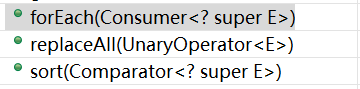 forEach(Consumer<? super E>)
replaceAll(UnaryOperator<E>)
sort(Comparator<? super E>)